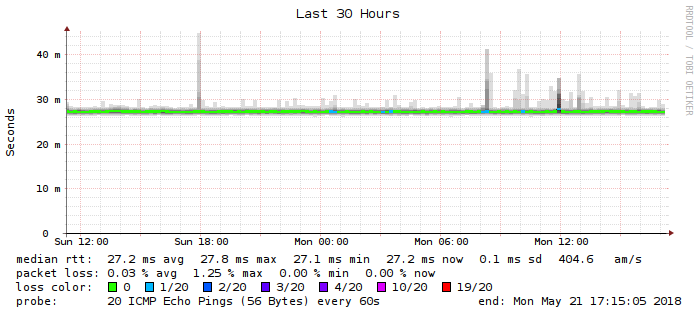 Last 30 Hours
RRDTOOL / TOBI OETIKER
Seconds
40 m
30 m
20 m
10 m
0
Sun 12:00 Sun 18:00 Mon 00:00 Mon 06:00 Mon 12:00
median rtt: 27.2 ms avg 27.8 ms max 27.1 ms min 27.2 ms now 0.1 ms sd 404.6 am/s
packet loss: 0.03 % avg 1.25 % max 0.00 % min 0.00 % now
loss color: 0 1/20 2/20 3/20 4/20 10/20 19/20
probe: 20 ICMP Echo Pings (56 Bytes) every 60s end: Mon May 21 17:15:05 2018